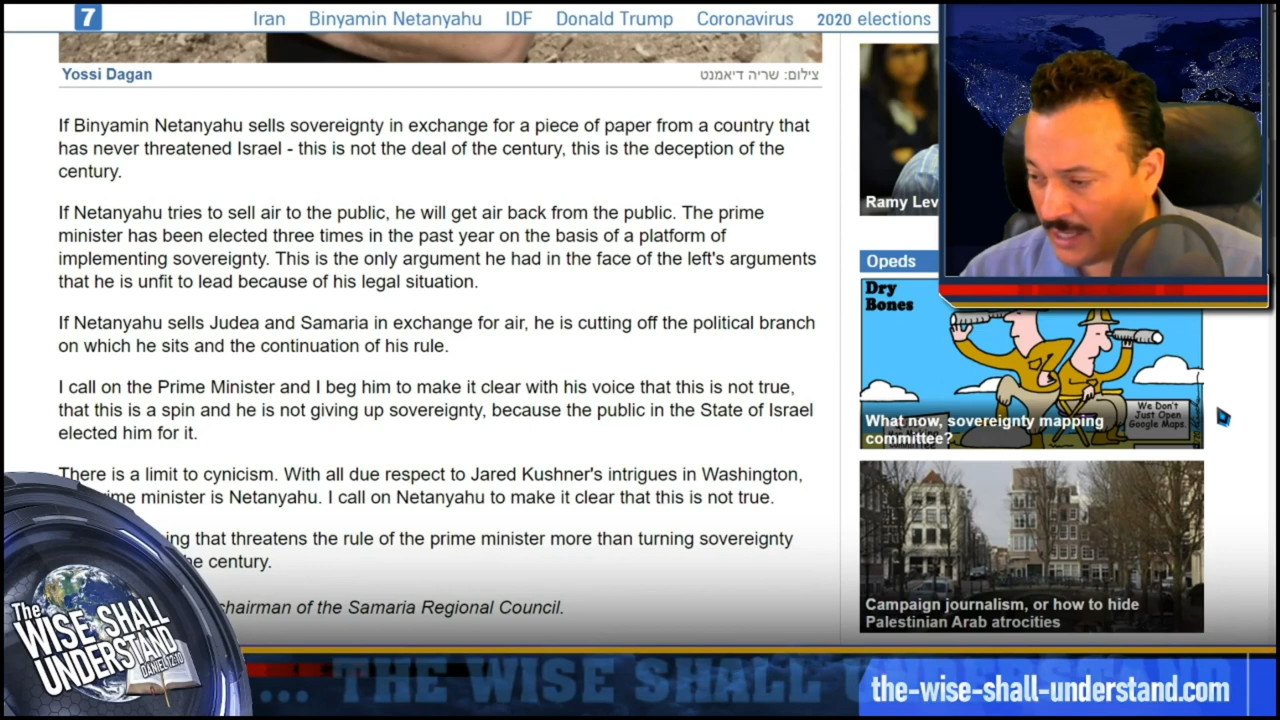 7
Iran Binyamin Netanyahu IDF Donald Trump Coronavirus 2020 elections
Yossi Dagan
צילום: שריה דיאמנט
If Binyamin Netanyahu sells sovereignty in exchange for a piece of paper from a country that
has never threatened Israel - this is not the deal of the century, this is the deception of the
century.
If Netanyahu tries to sell air to the public, he will get air back from the public. The prime
minister has been elected three times in the past year on the basis of a platform of
implementing sovereignty. This is the only argument he had in the face of the left's arguments
that he is unfit to lead because of his legal situation.
If Netanyahu sells Judea and Samaria in exchange for air, he is cutting off the political branch
on which he sits and the continuation of his rule.
I call on the Prime Minister and I beg him to make it clear with his voice that this is not true,
that this is a spin and he is not giving up sovereignty, because the public in the State of Israel
elected him for it.
There is a limit to cynicism. With all due respect to Jared Kushner's intrigues in Washington,
minister is Netanyahu. I call on Netanyahu to make it clear that this is not true.
that threatens the rule of the prime minister more than turning sovereignty
century.
chairman of the Samaria Regional Council.
Ramy Lev
Opeds
Dry
Bones
We Don't
Just Open
Google Maps.
What now, sovereignty mapping
committee?
Campaign journalism, or how to hide
Palestinian Arab atrocities
The
WISE SHALL
UNDERSTAND
DANIEL 12:10
... THE WISE SHALL UNDERSTAND
the-wise-shall-understand.com